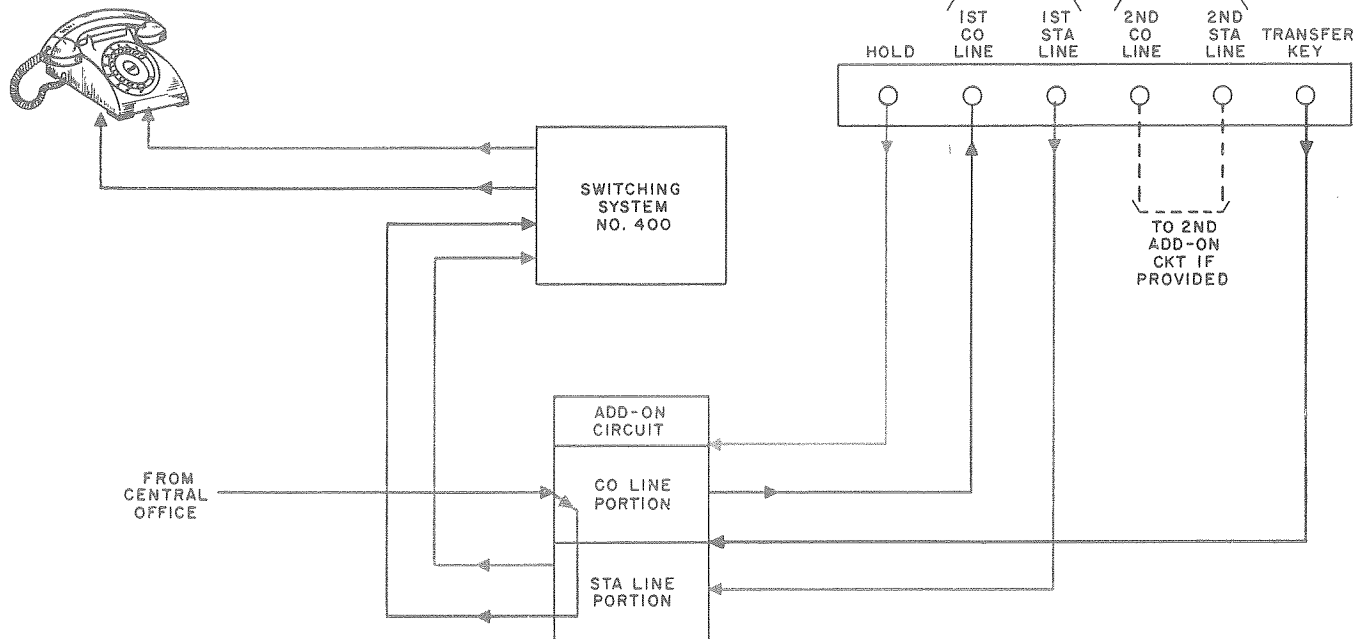 HOLD
1ST
CO
LINE
1ST
STA
LINE
2ND
CO
LINE
2ND
STA
LINE
TRANSFER
KEY
SWITCHING
SYSTEM
NO. 400
TO 2ND
ADD-ON
CKT IF
PROVIDED
ADD-ON
CIRCUIT
FROM
CENTRAL
OFFICE
CO LINE
PORTION
STA LINE
PORTION